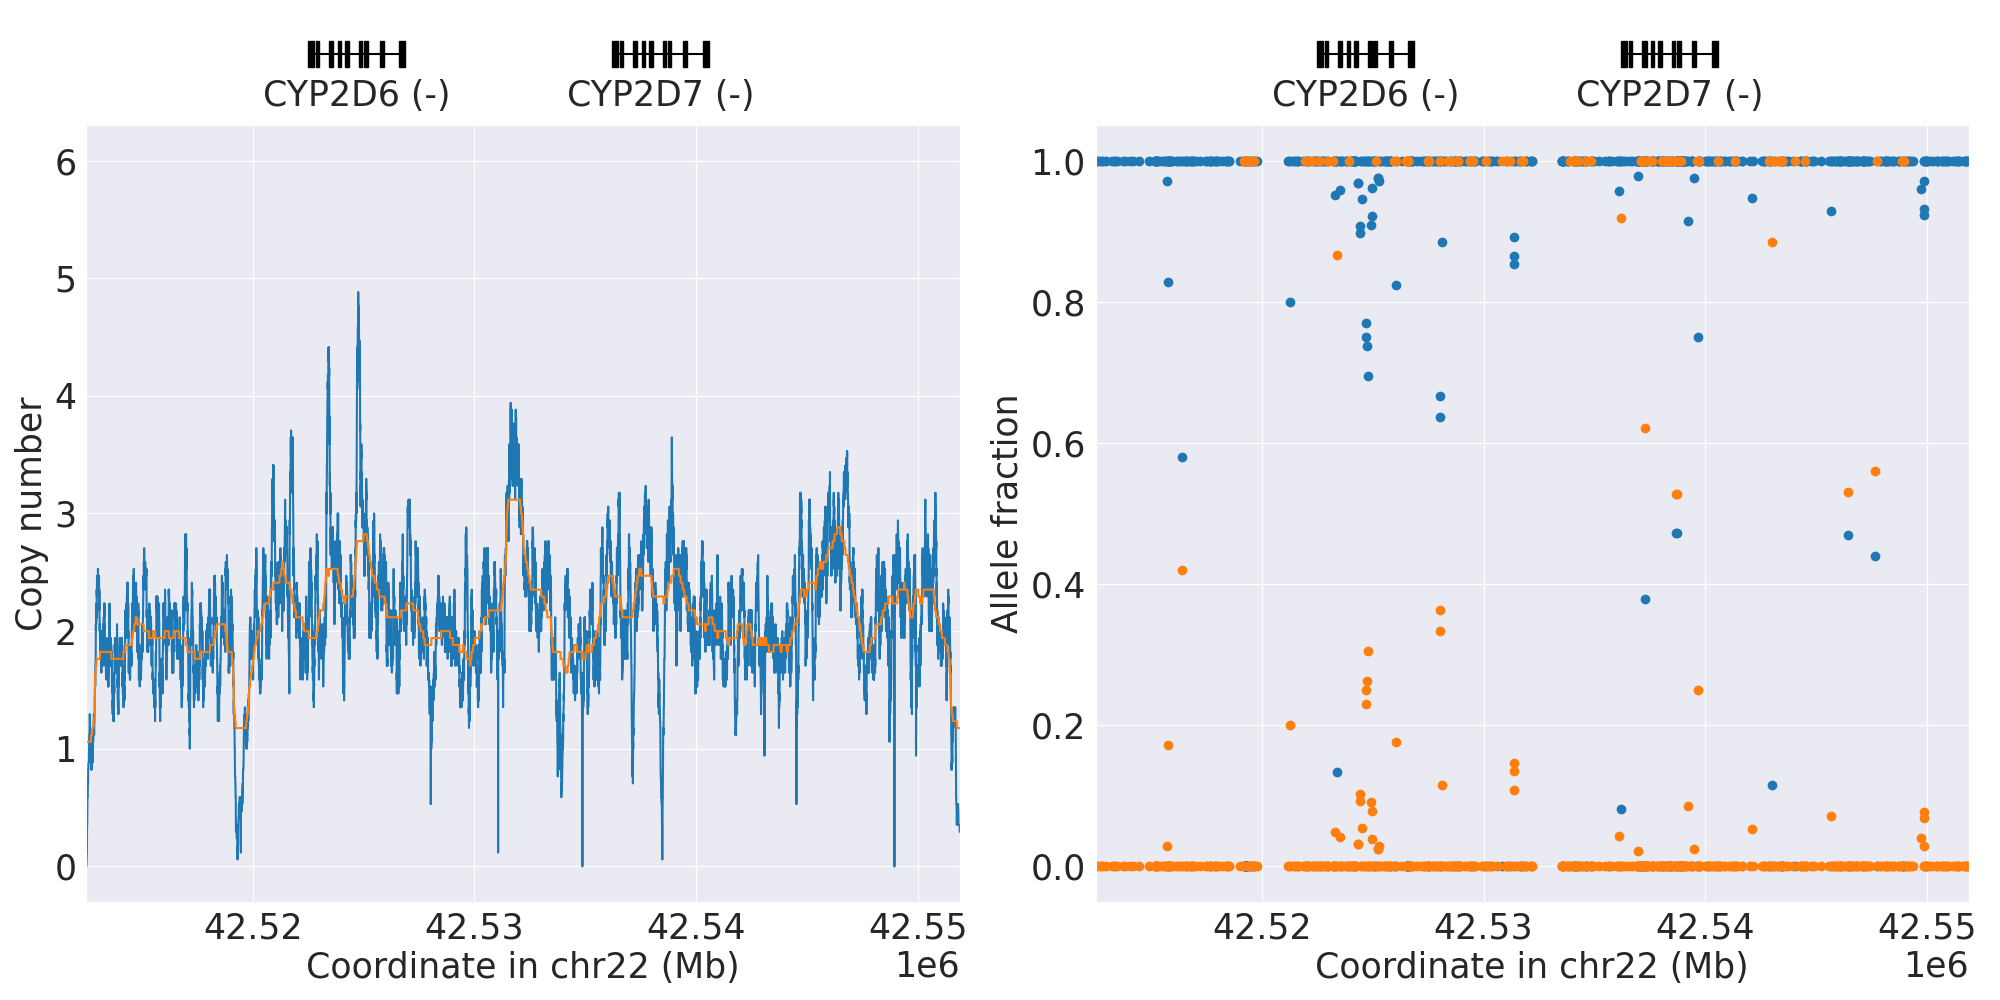 CYP2D6 (-) CYP2D7 (-)
6
5
4
3
2
1
0
Copy number
42.52 42.53 42.54 42.55
Coordinate in chr22 (Mb)
1e6
CYP2D6 (-) CYP2D7 (-)
1.0
0.8
0.6
0.4
0.2
0.0
Allele fraction
42.52 42.53 42.54 42.55
Coordinate in chr22 (Mb)
1e6